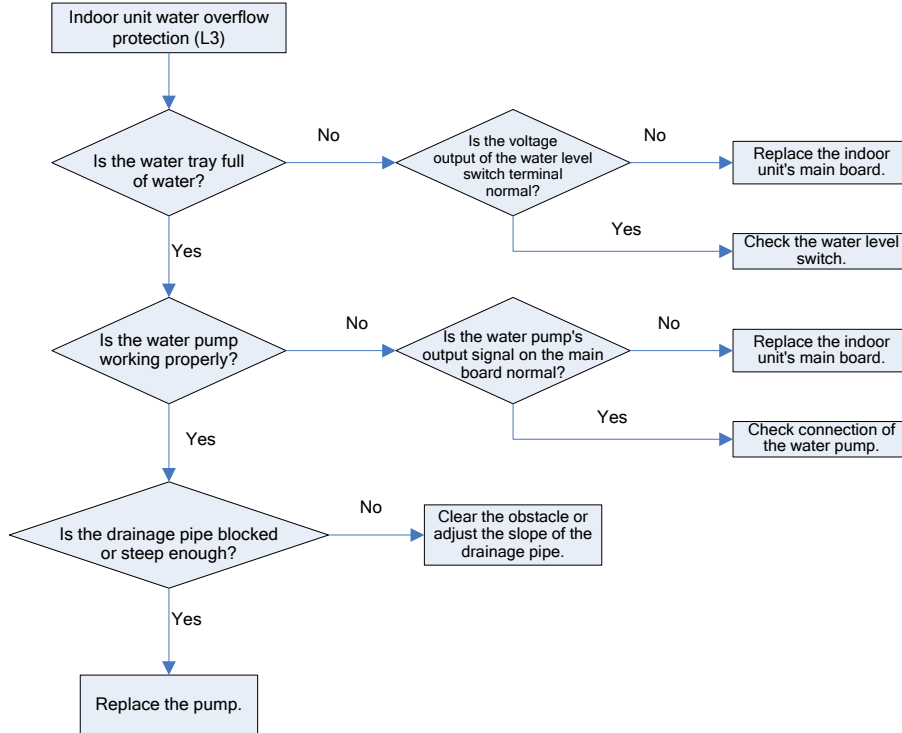 Indoor unit water overflow
protection (L3)
Is the water tray full
of water?
No
Is the voltage
output of the water level
switch terminal
normal?
No
Replace the indoor
unit's main board.
Yes
Check the water level
switch.
Yes
Is the water pump
working properly?
No
Is the water pump's
output signal on the main
board normal?
No
Replace the indoor
unit's main board.
Yes
Check connection of
the water pump.
Yes
Is the drainage pipe blocked
or steep enough?
No
Clear the obstacle or
adjust the slope of the
drainage pipe.
Yes
Replace the pump.